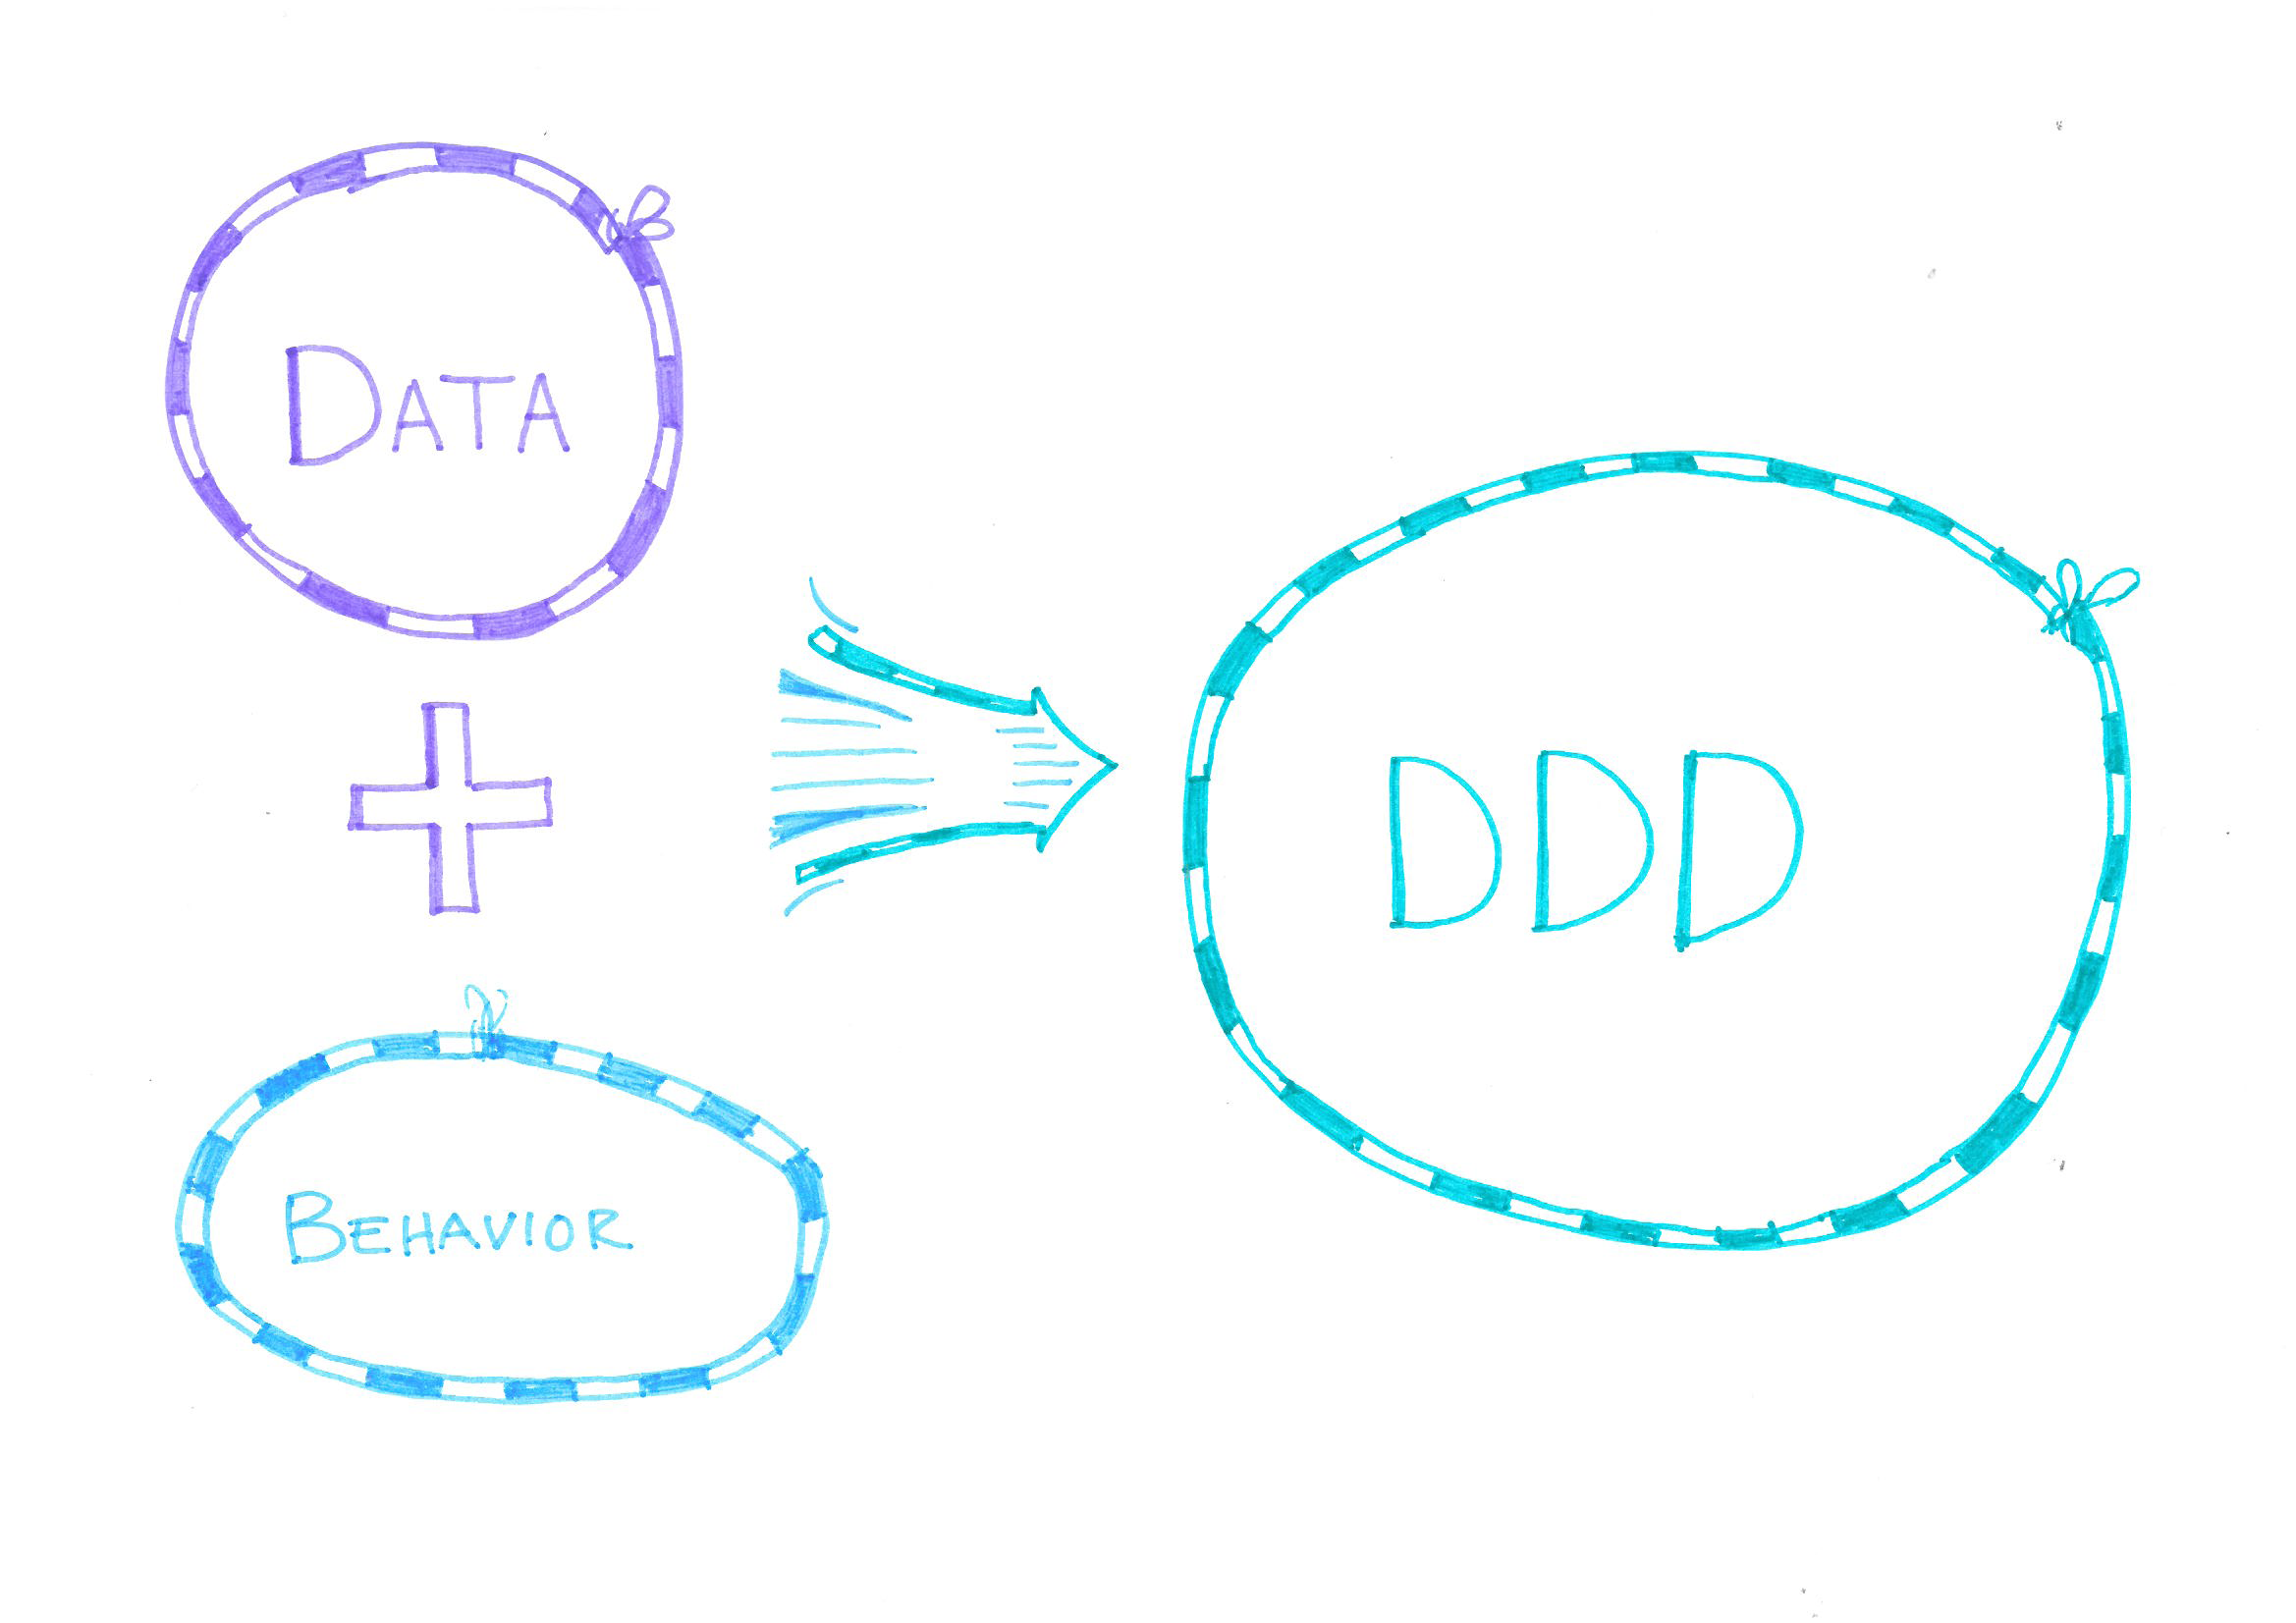 DATA
+
BEHAVIOR
DDD